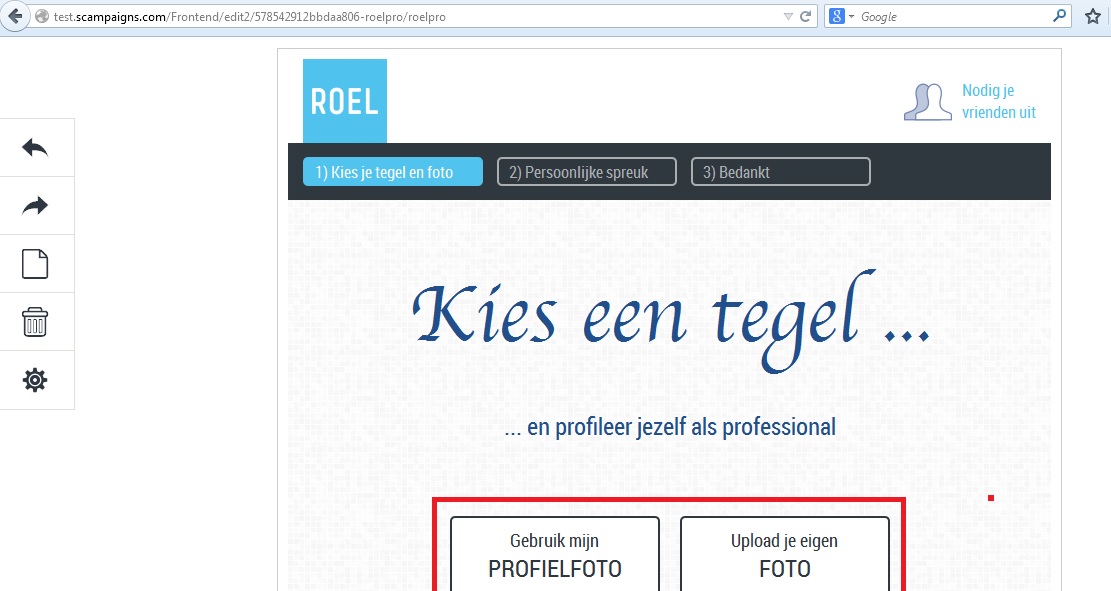 test.scampaigns.com/Frontend/edit2/578542912bbdaa806-roelpro/roelpro
Google
ROEL
Nodig je
vrienden uit
1) Kies je tegel en foto
2) Persoonlijke spreuk
3) Bedankt
Kies een tegel ...
... en profileer jezelf als professional
Gebruik mijn
PROFIELFOTO
Upload je eigen
FOTO